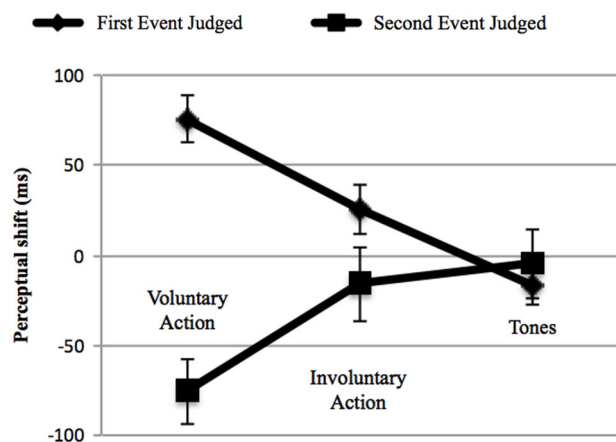 First Event Judged
Second Event Judged
Perceptual shift (ms)
100
50
0
-50
-100
Voluntary
Action
Involuntary
Action
Tones